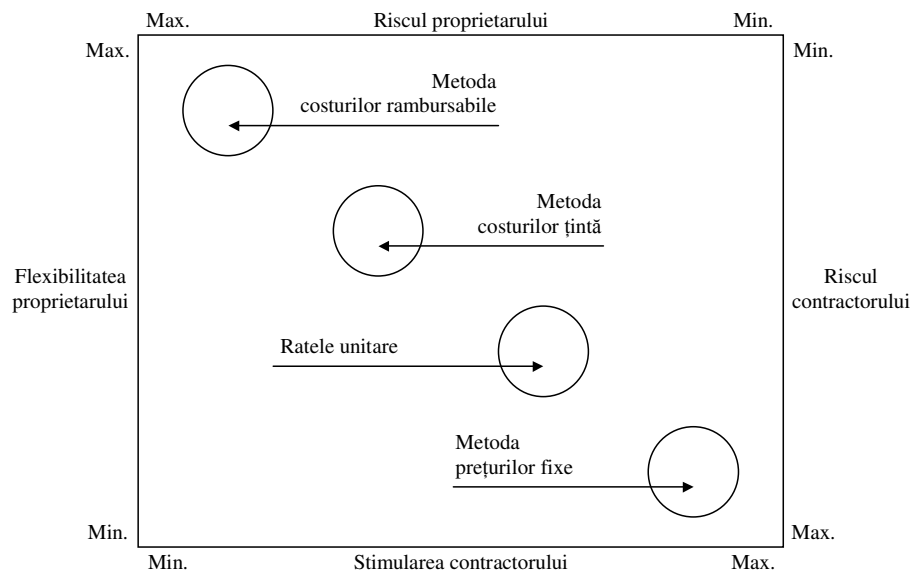 Max.
Riscul proprietarului
Min.
Max.
Min.
Metoda
costurilor rambursabile
Metoda
costurilor țintă
Flexibilitatea
proprietarului
Riscul
contractorului
Ratele unitare
Metoda
prețurilor fixe
Min.
Max.
Min.
Stimularea contractorului
Max.